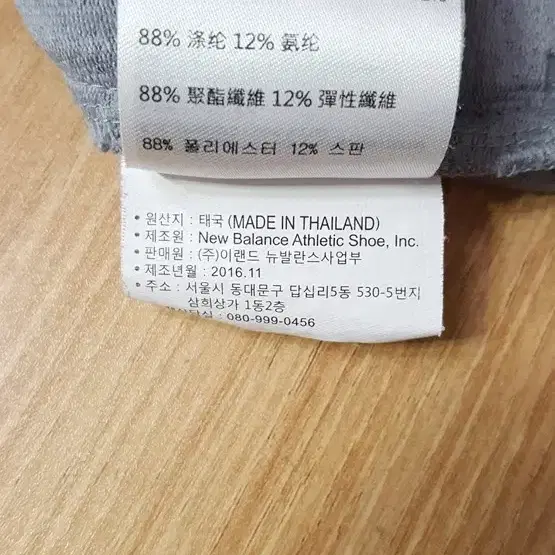 88% 涤纶 12% 氨纶
88% 聚酯纖維 12% 彈性纖維
88% 폴리에스터 12% 스판
• 원산지 : 태국 (MADE IN THAILAND)
• 제조원 : New Balance Athletic Shoe, Inc.
• 판매원 : (주)이랜드 뉴발란스사업부
• 제조년월 : 2016.11
• 주소 : 서울시 동대문구 답십리5동 530-5번지
삼희상가 1동2층
: 080-999-0456